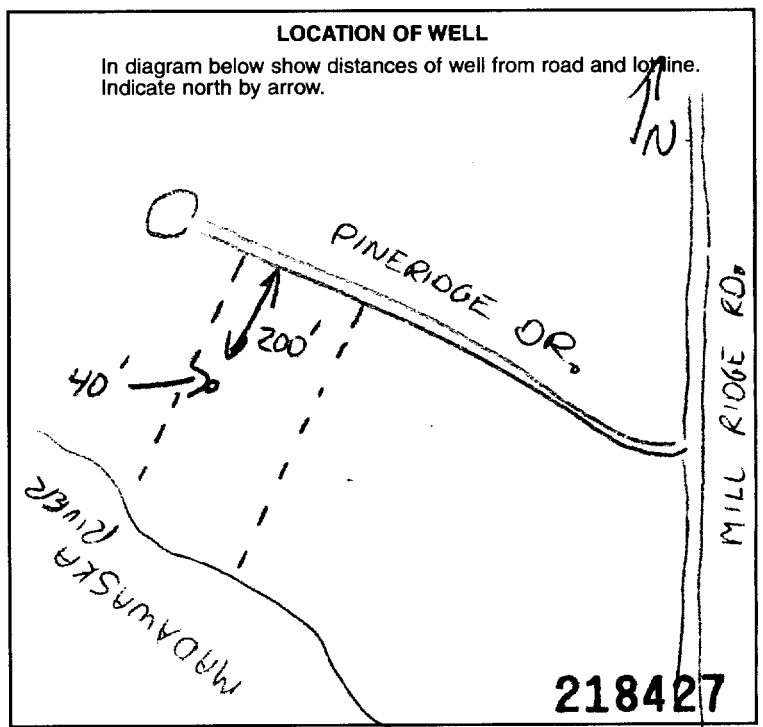 LOCATION OF WELL
In diagram below show distances of well from road and lot line.
Indicate north by arrow.
N
PINERIDGE DR.
200'
40'
MILL RIDGE RD.
MADAWASKA
RIVER
218427